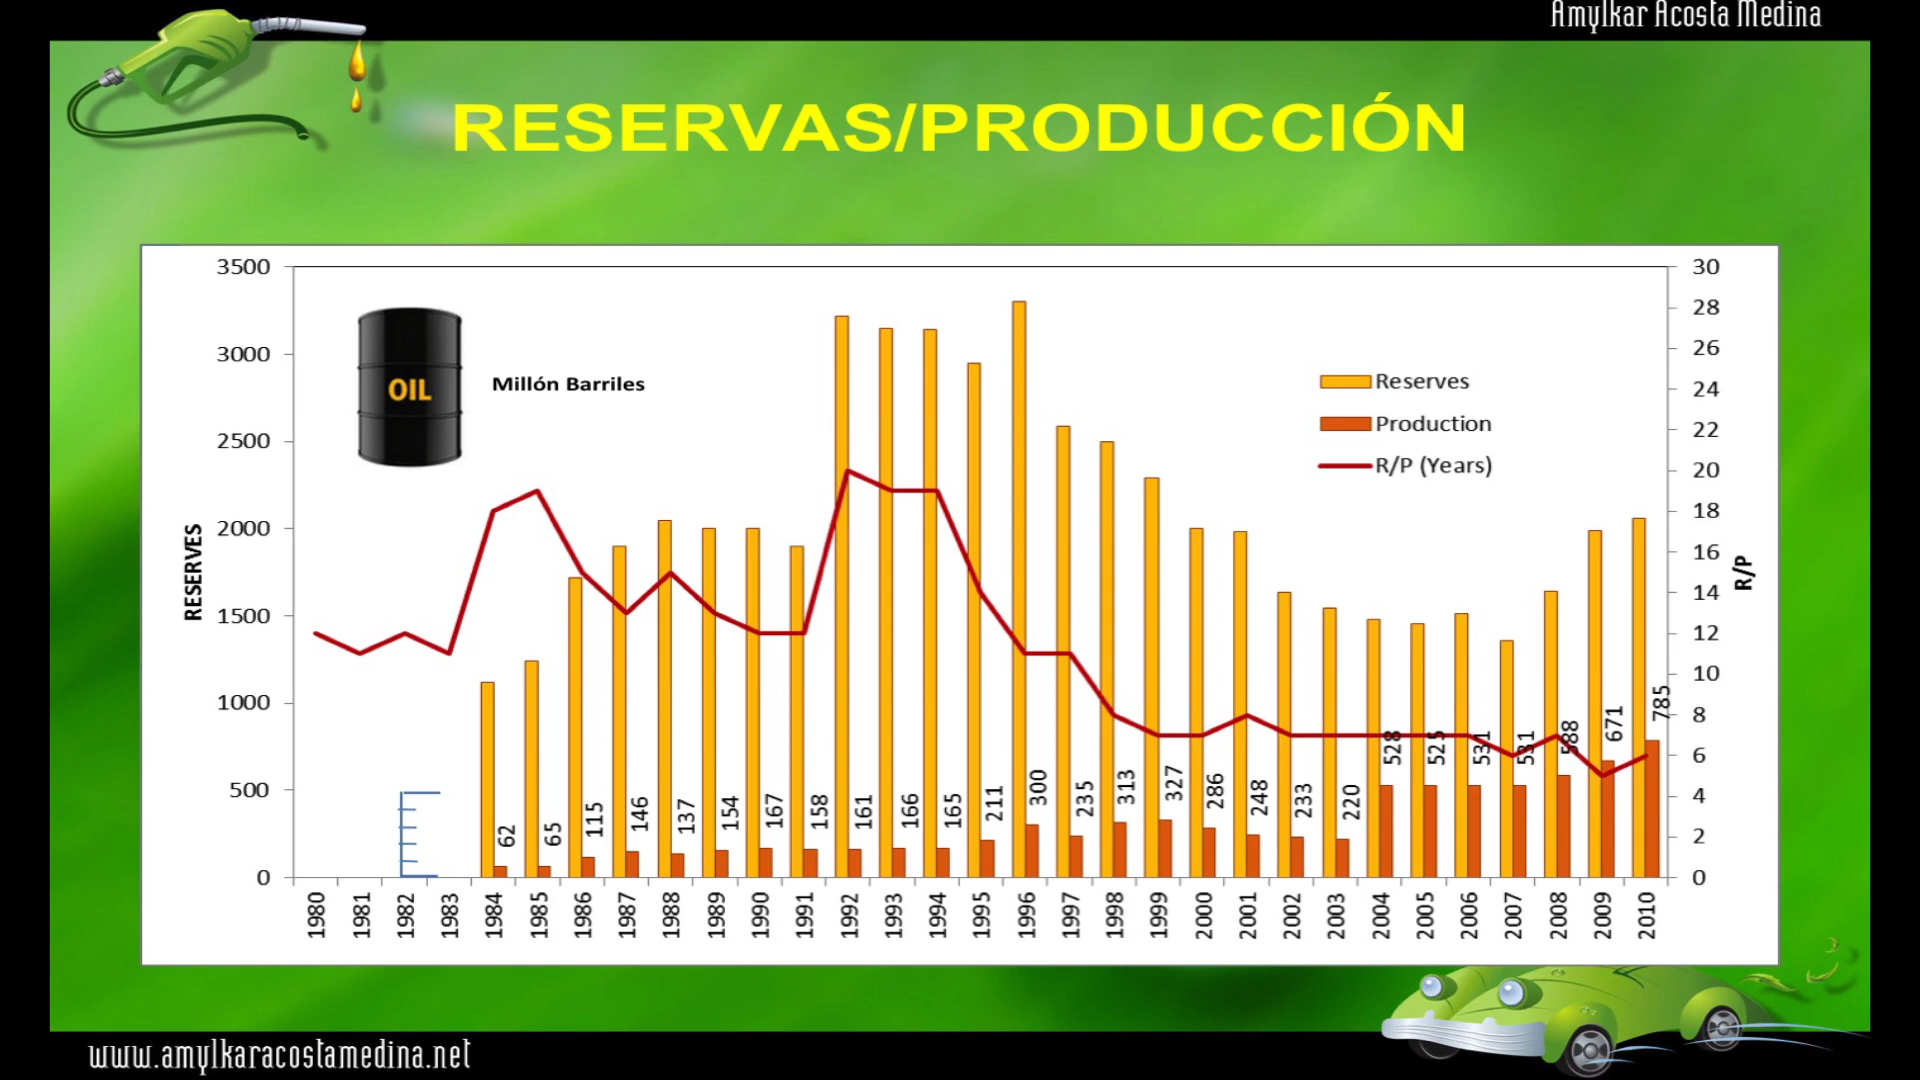 Amylkar Acosta Medina
RESERVAS/PRODUCCIÓN
3500
3000
2500
2000
1500
1000
500
0
RESERVES
OIL
Millón Barriles
Reserves
Production
R/P (Years)
30
28
26
24
22
20
18
16
14
12
10
8
6
4
2
0
R/P
62 65 115 146 137 154 167 158 161 166 165 211 300 235 313 327 286 248 233 220 528 525 531 531 588 671 785
1980 1981 1982 1983 1984 1985 1986 1987 1988 1989 1990 1991 1992 1993 1994 1995 1996 1997 1998 1999 2000 2001 2002 2003 2004 2005 2006 2007 2008 2009 2010
www.amylkaracostamedina.net